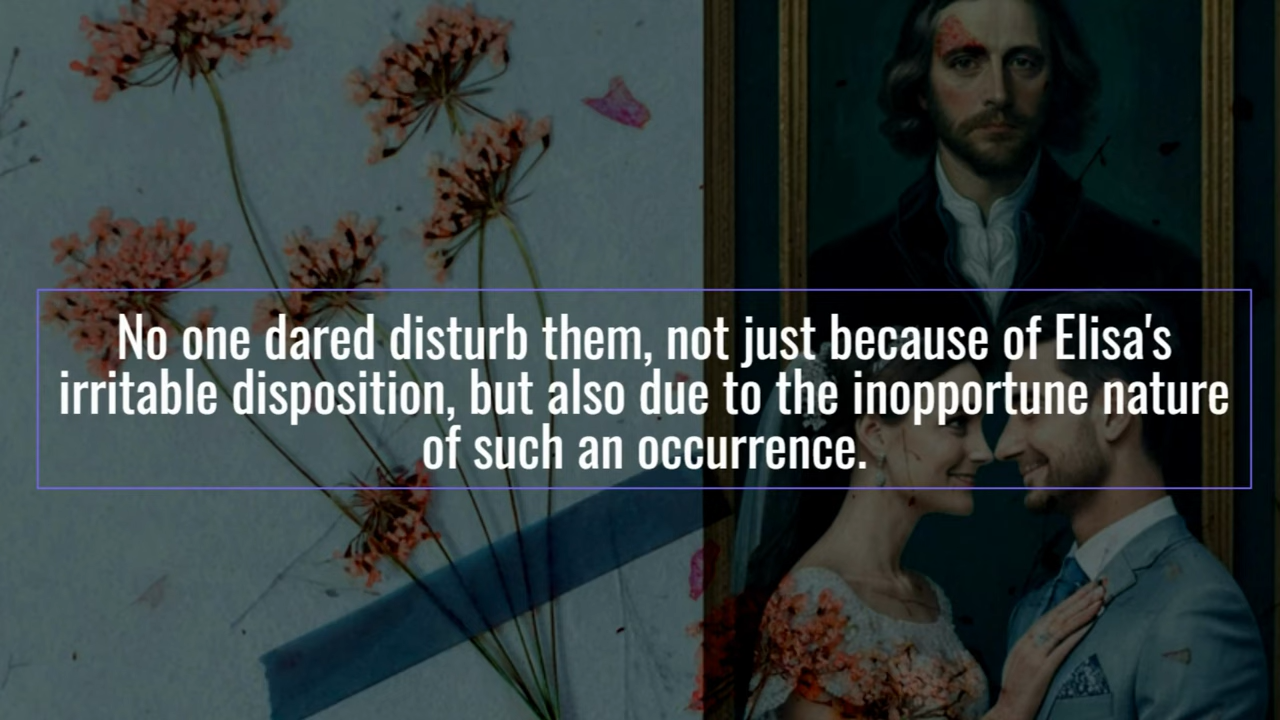 No one dared disturb them, not just because of Elisa's
irritable disposition, but also due to the inopportune nature
of such an occurrence.